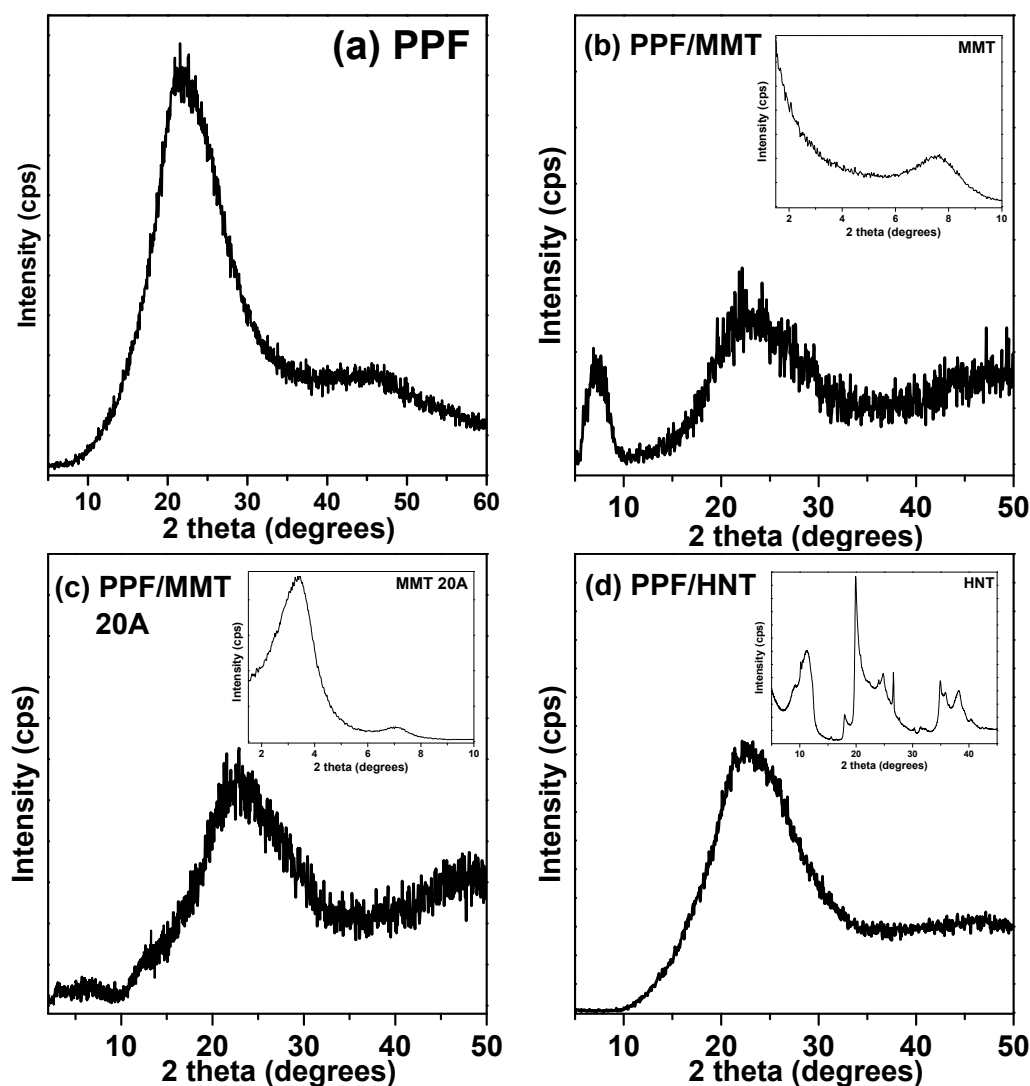 (a) PPF
Intensity (cps)
10 20 30 40 50 60
2 theta (degrees)
(b) PPF/MMT
MMT
Intensity (cps)
2 4 6 8 10
2 theta (degrees)
Intensity (cps)
10 20 30 40 50
2 theta (degrees)
(c) PPF/MMT
20A
MMT 20A
Intensity (cps)
2 4 6 8 10
2 theta (degrees)
Intensity (cps)
10 20 30 40 50
2 theta (degrees)
(d) PPF/HNT
HNT
Intensity (cps)
10 20 30 40
2 theta (degrees)
Intensity (cps)
10 20 30 40 50
2 theta (degrees)